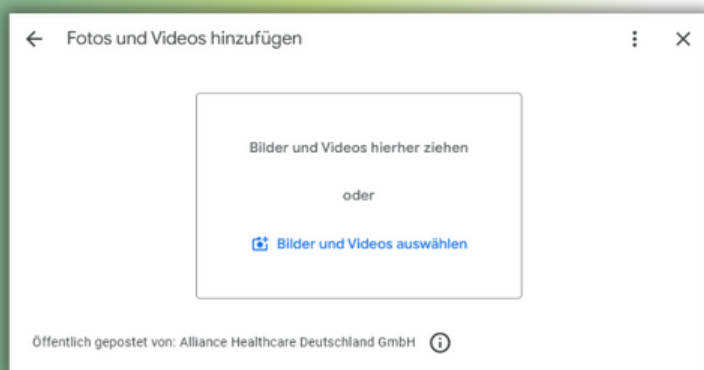 Fotos und Videos hinzufügen
Bilder und Videos hierher ziehen
oder
Bilder und Videos auswählen
Öffentlich gepostet von: Alliance Healthcare Deutschland GmbH